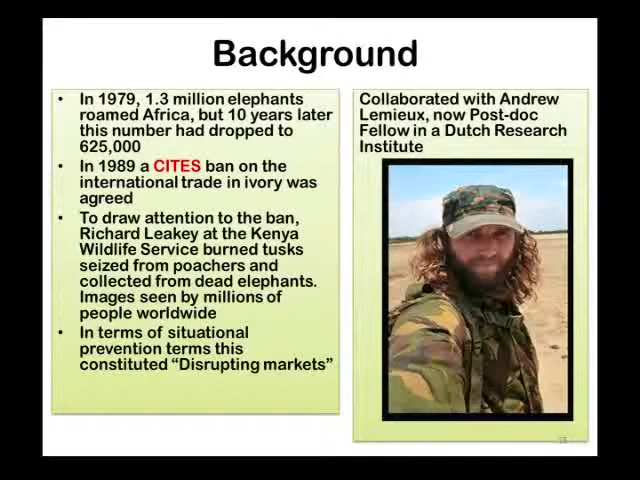 Background
• In 1979, 1.3 million elephants
roamed Africa, but 10 years later
this number had dropped to
625,000
• In 1989 a CITES ban on the
international trade in ivory was
agreed
• To draw attention to the ban,
Richard Leakey at the Kenya
Wildlife Service burned tusks
seized from poachers and
collected from dead elephants.
Images seen by millions of
people worldwide
• In terms of situational
prevention terms this
constituted “Disrupting markets”
Collaborated with Andrew
Lemieux, now Post-doc
Fellow in a Dutch Research
Institute